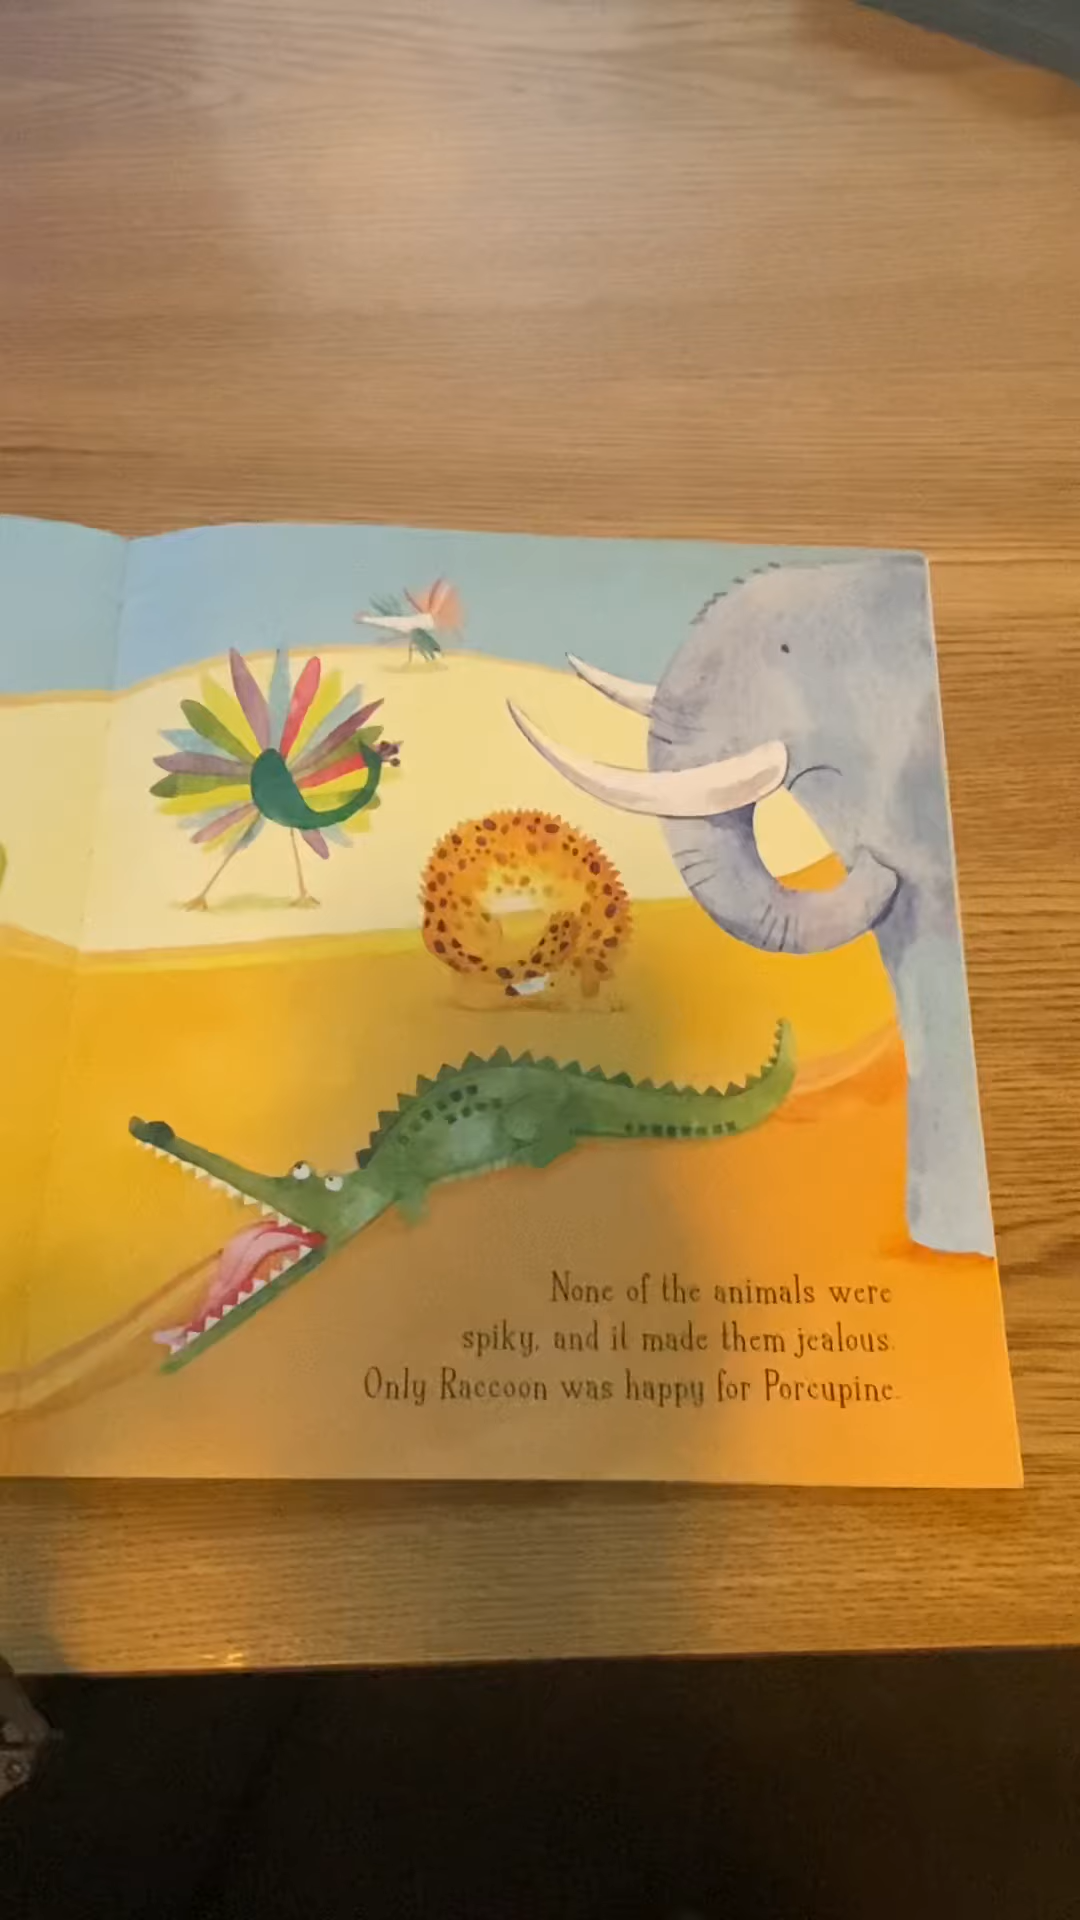 None of the animals were
spiky, and it made them jealous.
Only Raccoon was happy for Porcupine.